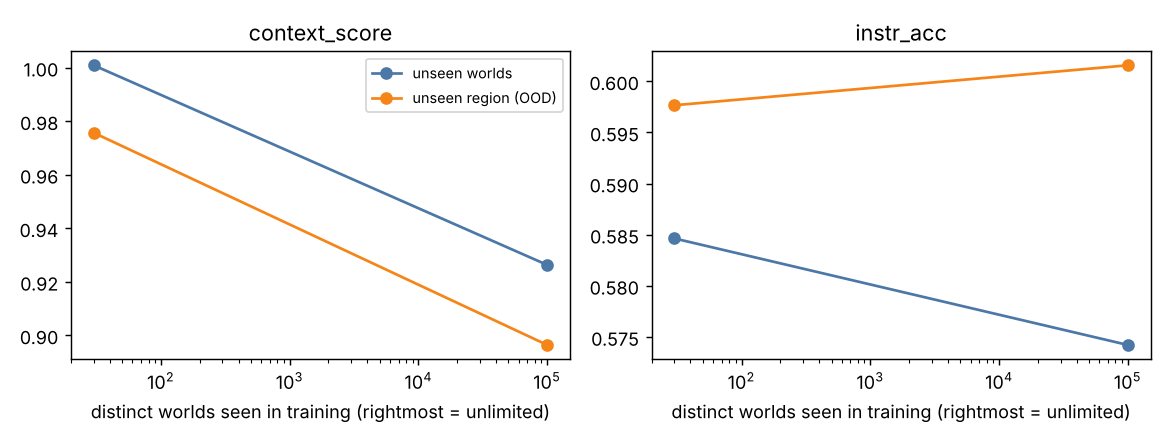 context_score
1.00
0.98
0.96
0.94
0.92
0.90
unseen worlds
unseen region (OOD)
10² 10³ 10⁴ 10⁵
distinct worlds seen in training (rightmost = unlimited)
instr_acc
0.600
0.595
0.590
0.585
0.580
0.575
10² 10³ 10⁴ 10⁵
distinct worlds seen in training (rightmost = unlimited)